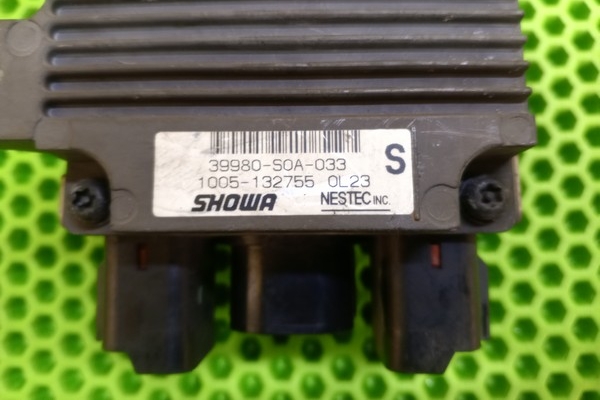 39980-S0A-033
S
1005-132755 0L23
SHOWA NESTEC INC.